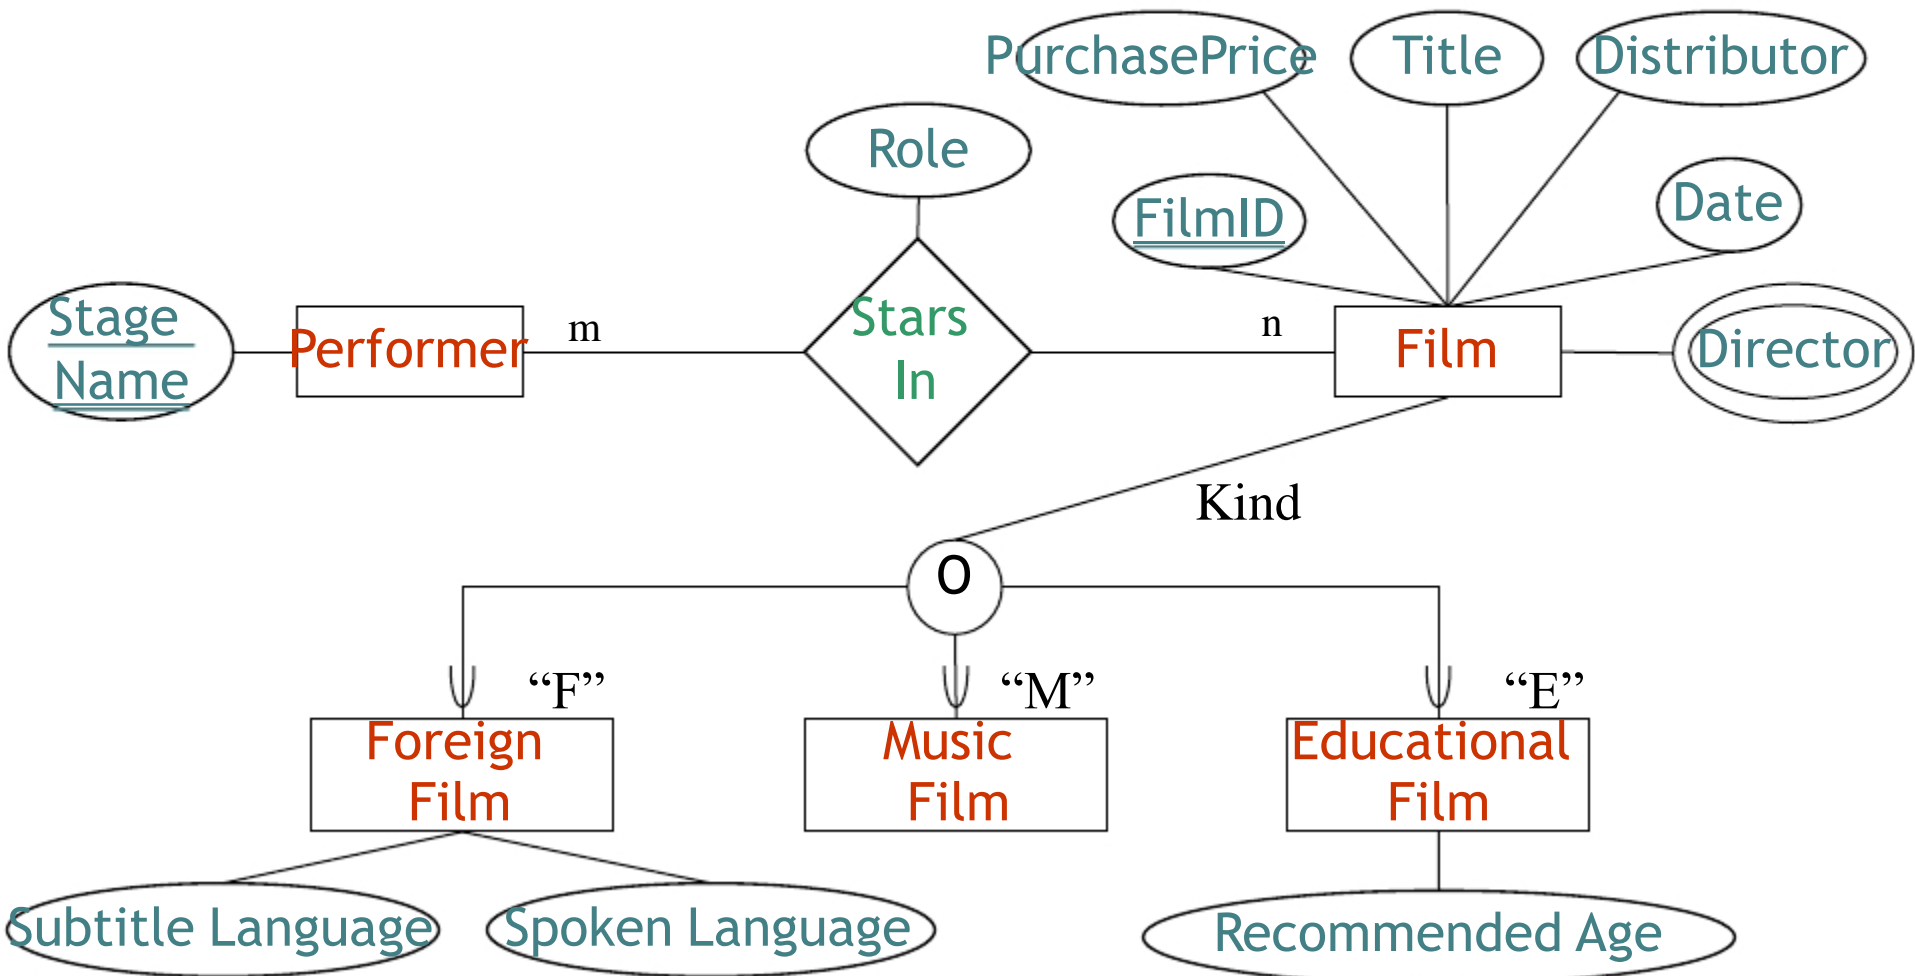 PurchasePrice
Title
Distributor
Role
FilmID
Date
Stage
Name
Performer
m
Stars
In
n
Film
Director
Kind
O
“F”
“M”
“E”
Foreign
Film
Music
Film
Educational
Film
Subtitle Language
Spoken Language
Recommended Age